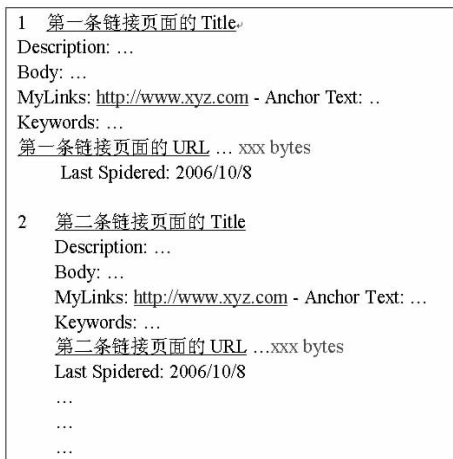 1 第一条链接页面的 Title
Description: …
Body: …
MyLinks: http://www.xyz.com - Anchor Text: ..
Keywords: …
第一条链接页面的 URL … xxx bytes
Last Spidered: 2006/10/8
2 第二条链接页面的 Title
Description: …
Body: …
MyLinks: http://www.xyz.com - Anchor Text: …
Keywords: …
第二条链接页面的 URL …xxx bytes
Last Spidered: 2006/10/8
…
…
…